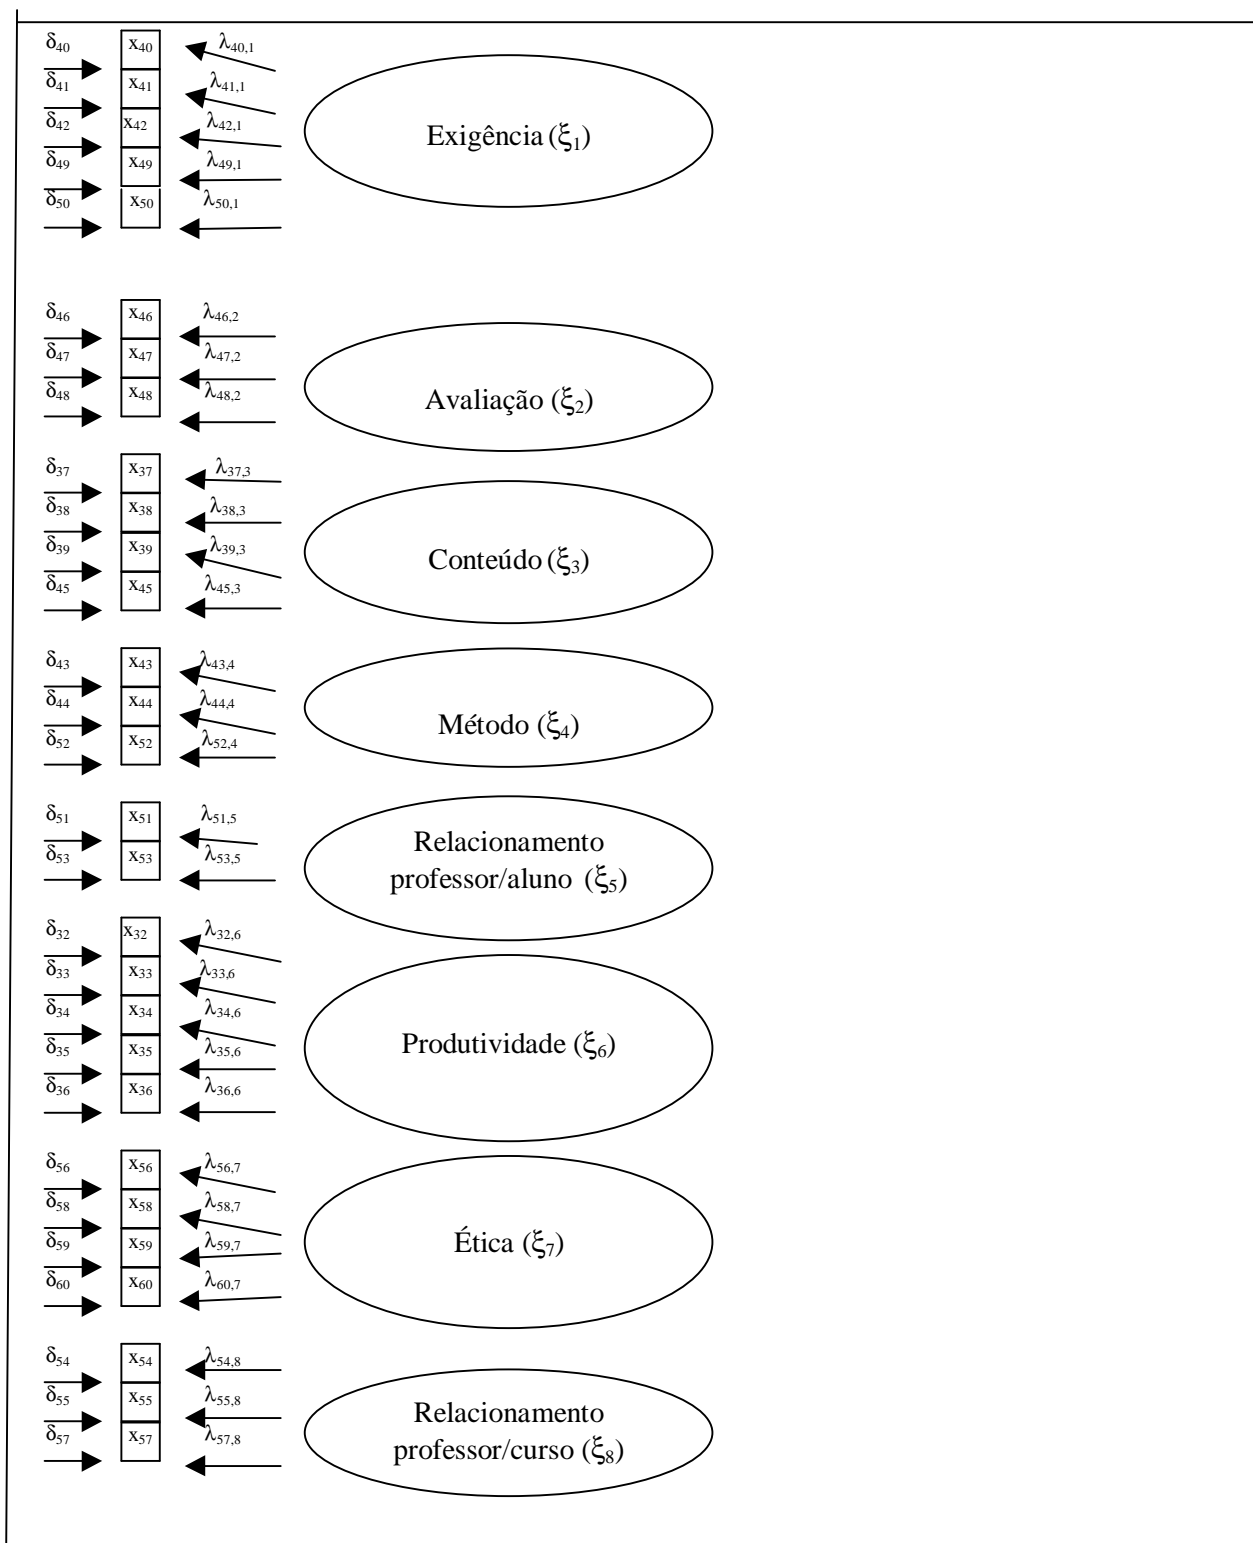 δ40 x40 λ40,1
δ41 x41 λ41,1
δ42 x42 λ42,1
δ49 x49 λ49,1
δ50 x50 λ50,1
Exigência (ξ1)
δ46 x46 λ46,2
δ47 x47 λ47,2
δ48 x48 λ48,2
Avaliação (ξ2)
δ37 x37 λ37,3
δ38 x38 λ38,3
δ39 x39 λ39,3
δ45 x45 λ45,3
Conteúdo (ξ3)
δ43 x43 λ43,4
δ44 x44 λ44,4
δ52 x52 λ52,4
Método (ξ4)
δ51 x51 λ51,5
δ53 x53 λ53,5
Relacionamento
professor/aluno (ξ5)
δ32 x32 λ32,6
δ33 x33 λ33,6
δ34 x34 λ34,6
δ35 x35 λ35,6
δ36 x36 λ36,6
Produtividade (ξ6)
δ56 x56 λ56,7
δ58 x58 λ58,7
δ59 x59 λ59,7
δ60 x60 λ60,7
Ética (ξ7)
δ54 x54 λ54,8
δ55 x55 λ55,8
δ57 x57 λ57,8
Relacionamento
professor/curso (ξ8)